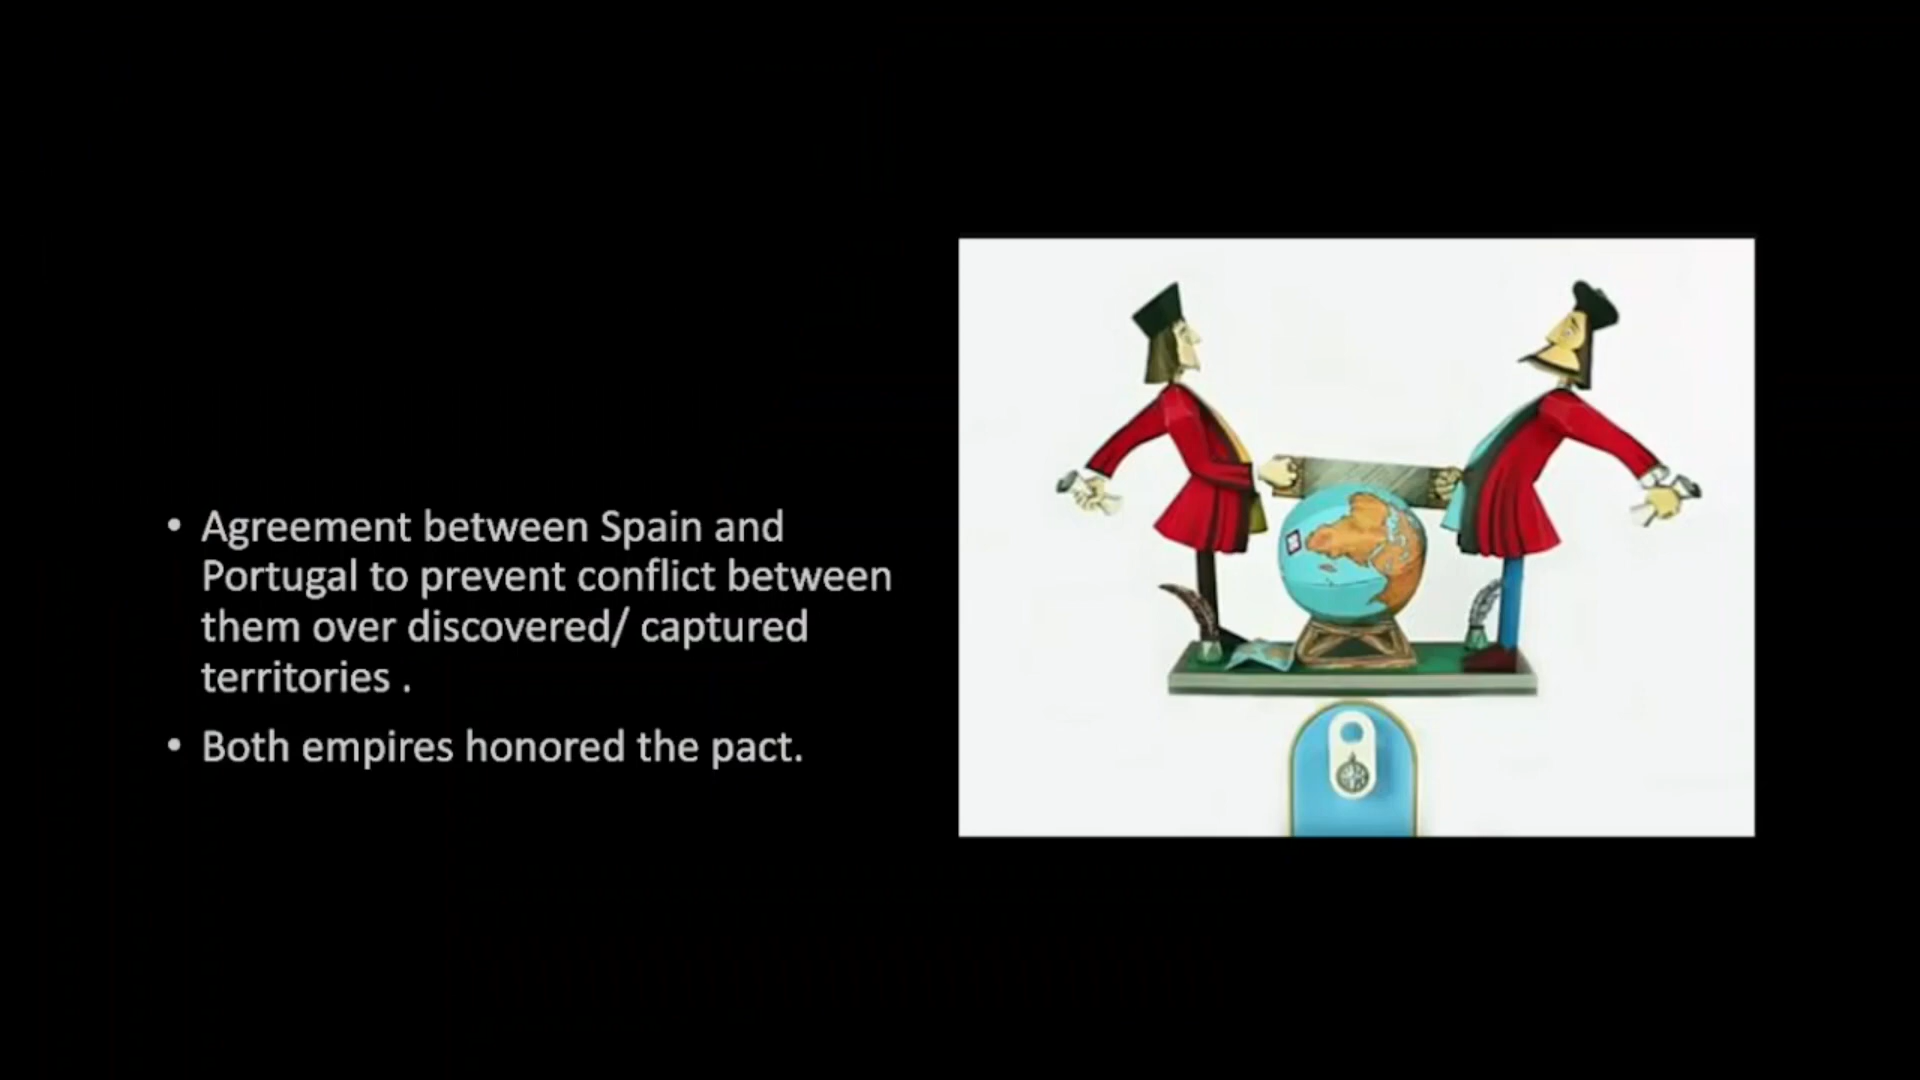 • Agreement between Spain and
Portugal to prevent conflict between
them over discovered/ captured
territories .
• Both empires honored the pact.